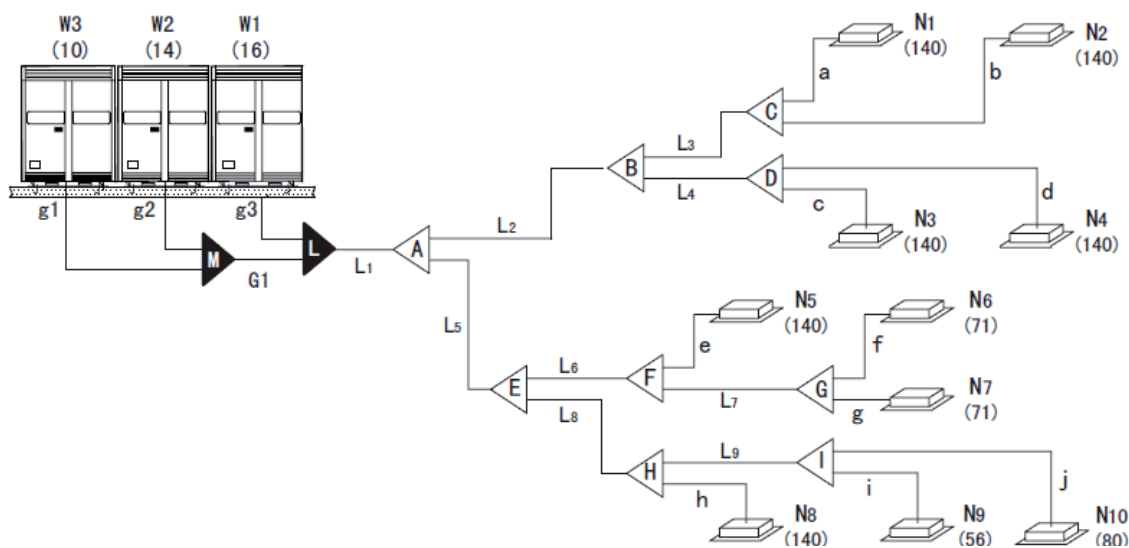 W3 W2 W1
(10) (14) (16)
g1 g2 g3
M
G1
L
L1
A
L2
B
L3
L4
C
a
b
N1
(140)
N2
(140)
D
c
d
N3
(140)
N4
(140)
L5
E
L6
L8
F
e
N5
(140)
L7
G
f
g
N6
(71)
N7
(71)
H
L9
h
N8
(140)
I
i
j
N9
(56)
N10
(80)